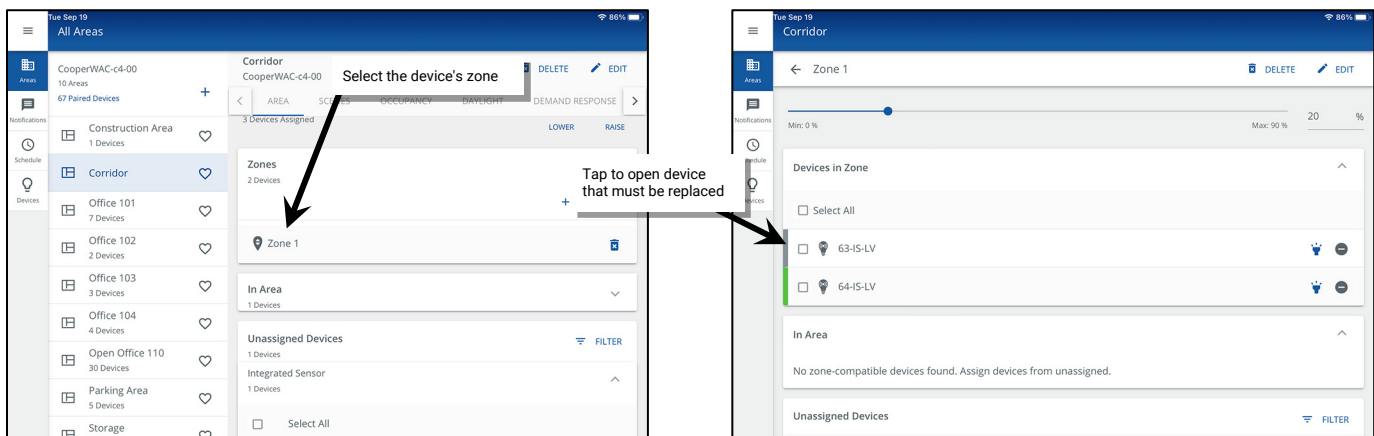 Tue Sep 19
86%
All Areas
Areas
Notifications
Schedule
Devices
CooperWAC-c4-00
10 Areas
67 Paired Devices
+
Construction Area
1 Devices
Corridor
Office 101
7 Devices
Office 102
2 Devices
Office 103
3 Devices
Office 104
4 Devices
Open Office 110
30 Devices
Parking Area
5 Devices
Storage
Corridor
CooperWAC-c4-00
DELETE
EDIT
Select the device's zone
AREA
SCENES
OCCUPANCY
DAYLIGHT
DEMAND RESPONSE
3 Devices Assigned
LOWER
RAISE
Zones
2 Devices
+
Zone 1
In Area
1 Devices
Unassigned Devices
1 Devices
FILTER
Integrated Sensor
1 Devices
Select All
Tap to open device
that must be replaced
Tue Sep 19
86%
Corridor
Areas
Notifications
Zone 1
DELETE
EDIT
Min: 0 %
Max: 90 %
20 %
Devices in Zone
Select All
63-IS-LV
64-IS-LV
In Area
No zone-compatible devices found. Assign devices from unassigned.
Unassigned Devices
FILTER